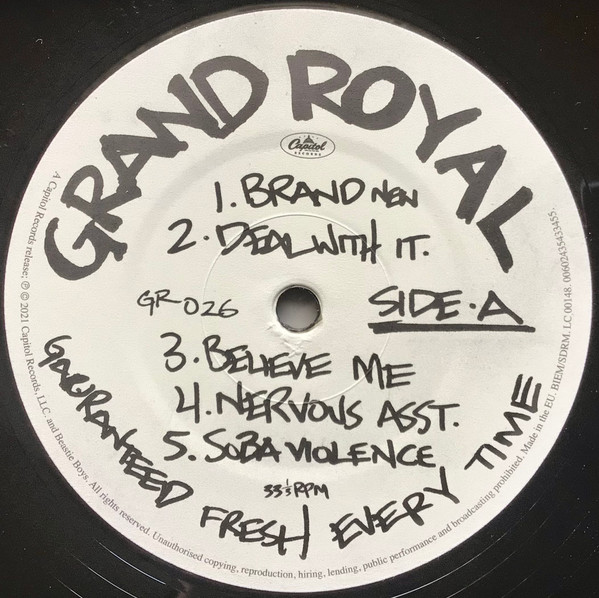 GRAND ROYAL
Capitol
RECORDS
1. BRAND NEW
2. DEAL WITH IT.
GR-026
SIDE·A
3. BELIEVE ME
4. NERVOUS ASST.
5. SOBA VIOLENCE
33⅓ RPM
GAURANTEED FRESH EVERY TIME
A Capitol Records release; ℗ © 2021 Capitol Records, LLC. and Beastie Boys. All rights reserved. Unauthorised copying, reproduction, hiring, lending, public performance and broadcasting prohibited. Made in the EU. BIEM/SDRM. LC 00148. 00602435433455.